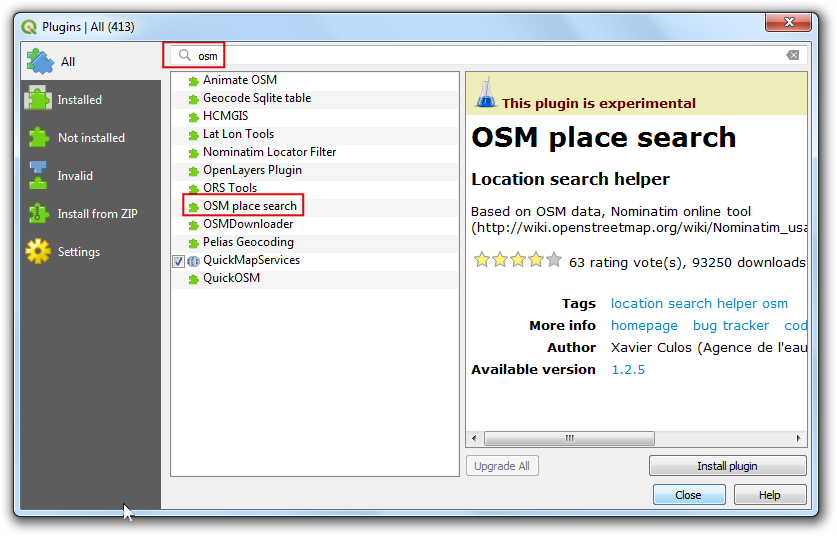 Plugins | All (413)
All
Installed
Not installed
Invalid
Install from ZIP
Settings
osm
Animate OSM
Geocode Sqlite table
HCMGIS
Lat Lon Tools
Nominatim Locator Filter
OpenLayers Plugin
ORS Tools
OSM place search
OSMDownloader
Pelias Geocoding
QuickMapServices
QuickOSM
This plugin is experimental
OSM place search
Location search helper
Based on OSM data, Nominatim online tool
(http://wiki.openstreetmap.org/wiki/Nominatim_usa
63 rating vote(s), 93250 downloads
Tags location search helper osm
More info homepage bug tracker cod
Author Xavier Culos (Agence de l'eau
Available version 1.2.5
Upgrade All
Install plugin
Close
Help